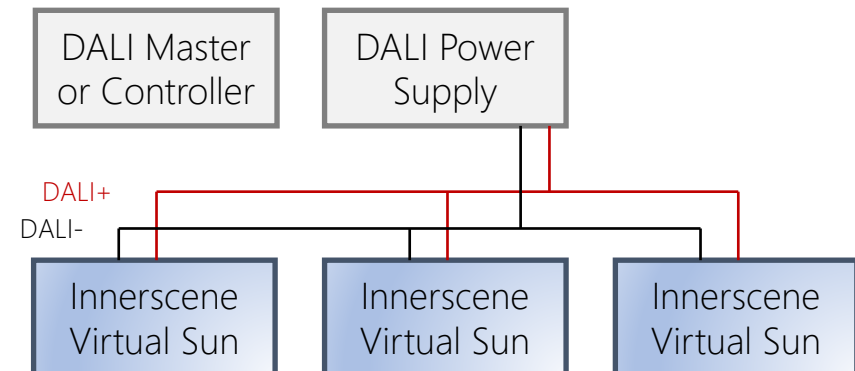 DALI Master
or Controller
DALI Power
Supply
DALI+
DALI-
Innerscene
Virtual Sun
Innerscene
Virtual Sun
Innerscene
Virtual Sun